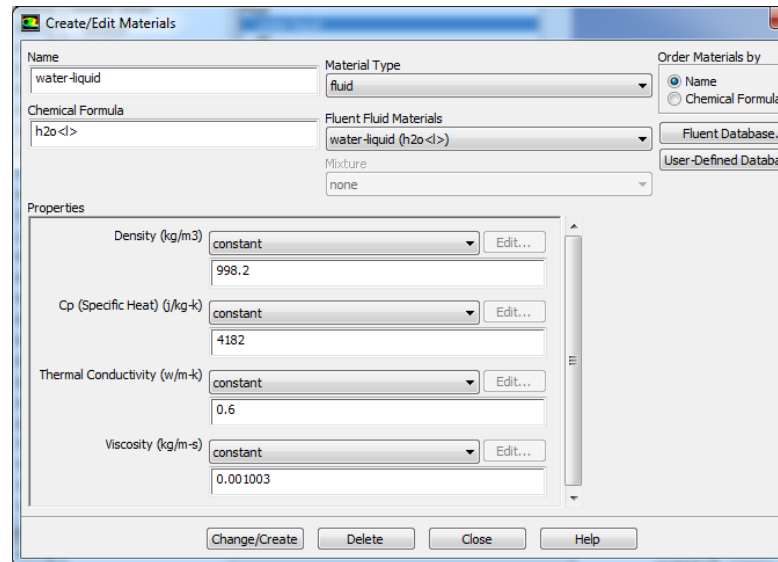 Create/Edit Materials
Name
water-liquid
Chemical Formula
h2o<l>
Material Type
fluid
Fluent Fluid Materials
water-liquid (h2o<l>)
Mixture
none
Order Materials by
Name
Chemical Formula
Fluent Database.
User-Defined Databa
Properties
Density (kg/m3) constant Edit...
998.2
Cp (Specific Heat) (j/kg-k) constant Edit...
4182
Thermal Conductivity (w/m-k) constant Edit...
0.6
Viscosity (kg/m-s) constant Edit...
0.001003
Change/Create Delete Close Help